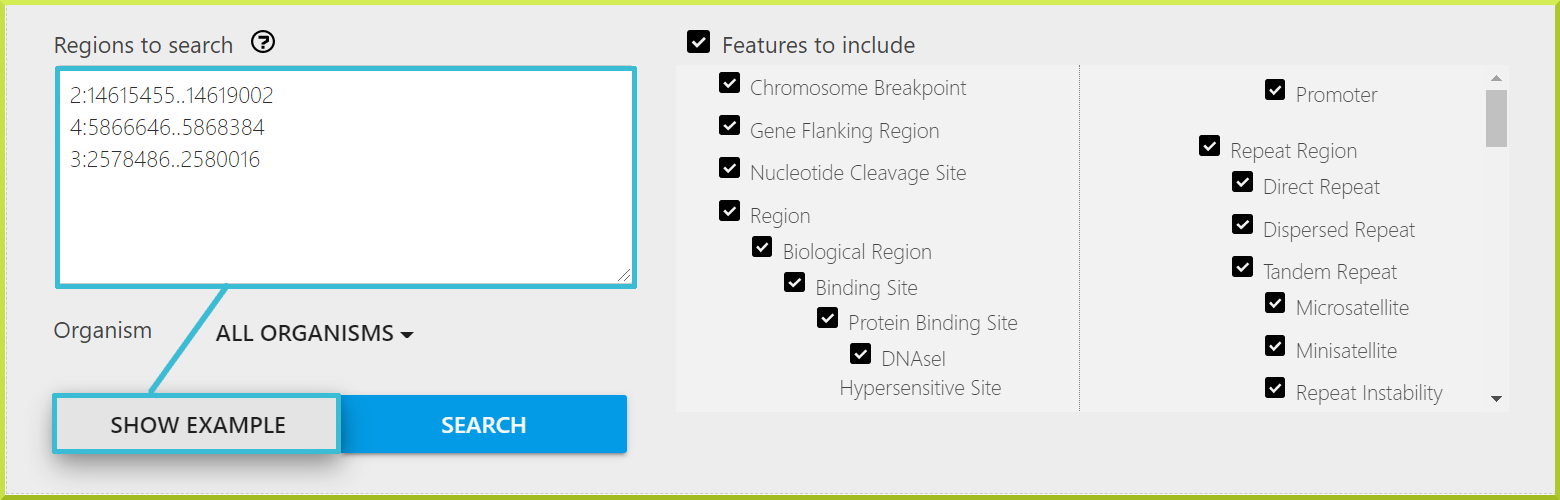 Regions to search ?
2:14615455..14619002
4:5866646..5868384
3:2578486..2580016
Organism
ALL ORGANISMS
SHOW EXAMPLE
SEARCH
Features to include
Chromosome Breakpoint
Gene Flanking Region
Nucleotide Cleavage Site
Region
Biological Region
Binding Site
Protein Binding Site
DNAseI
Hypersensitive Site
Promoter
Repeat Region
Direct Repeat
Dispersed Repeat
Tandem Repeat
Microsatellite
Minisatellite
Repeat Instability